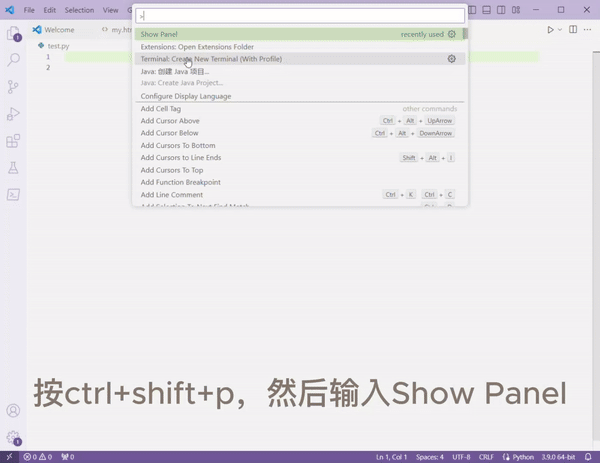 File Edit Selection View G
>
Show Panel recently used
Extensions: Open Extensions Folder
Terminal: Create New Terminal (With Profile)
Java: 创建 Java 项目...
Java: Create Java Project...
Configure Display Language
Add Cell Tag other commands
Add Cursor Above Ctrl + Alt + UpArrow
Add Cursor Below Ctrl + Alt + DownArrow
Add Cursors To Bottom
Add Cursors to Line Ends Shift + Alt + I
Add Cursors To Top
Add Function Breakpoint
Add Line Comment Ctrl + K Ctrl + C
Welcome my.h
test.py
1
2
按ctrl+shift+p，然后输入Show Panel
0 0 0 Ln 1, Col 1 Spaces: 4 UTF-8 CRLF Python 3.9.0 64-bit